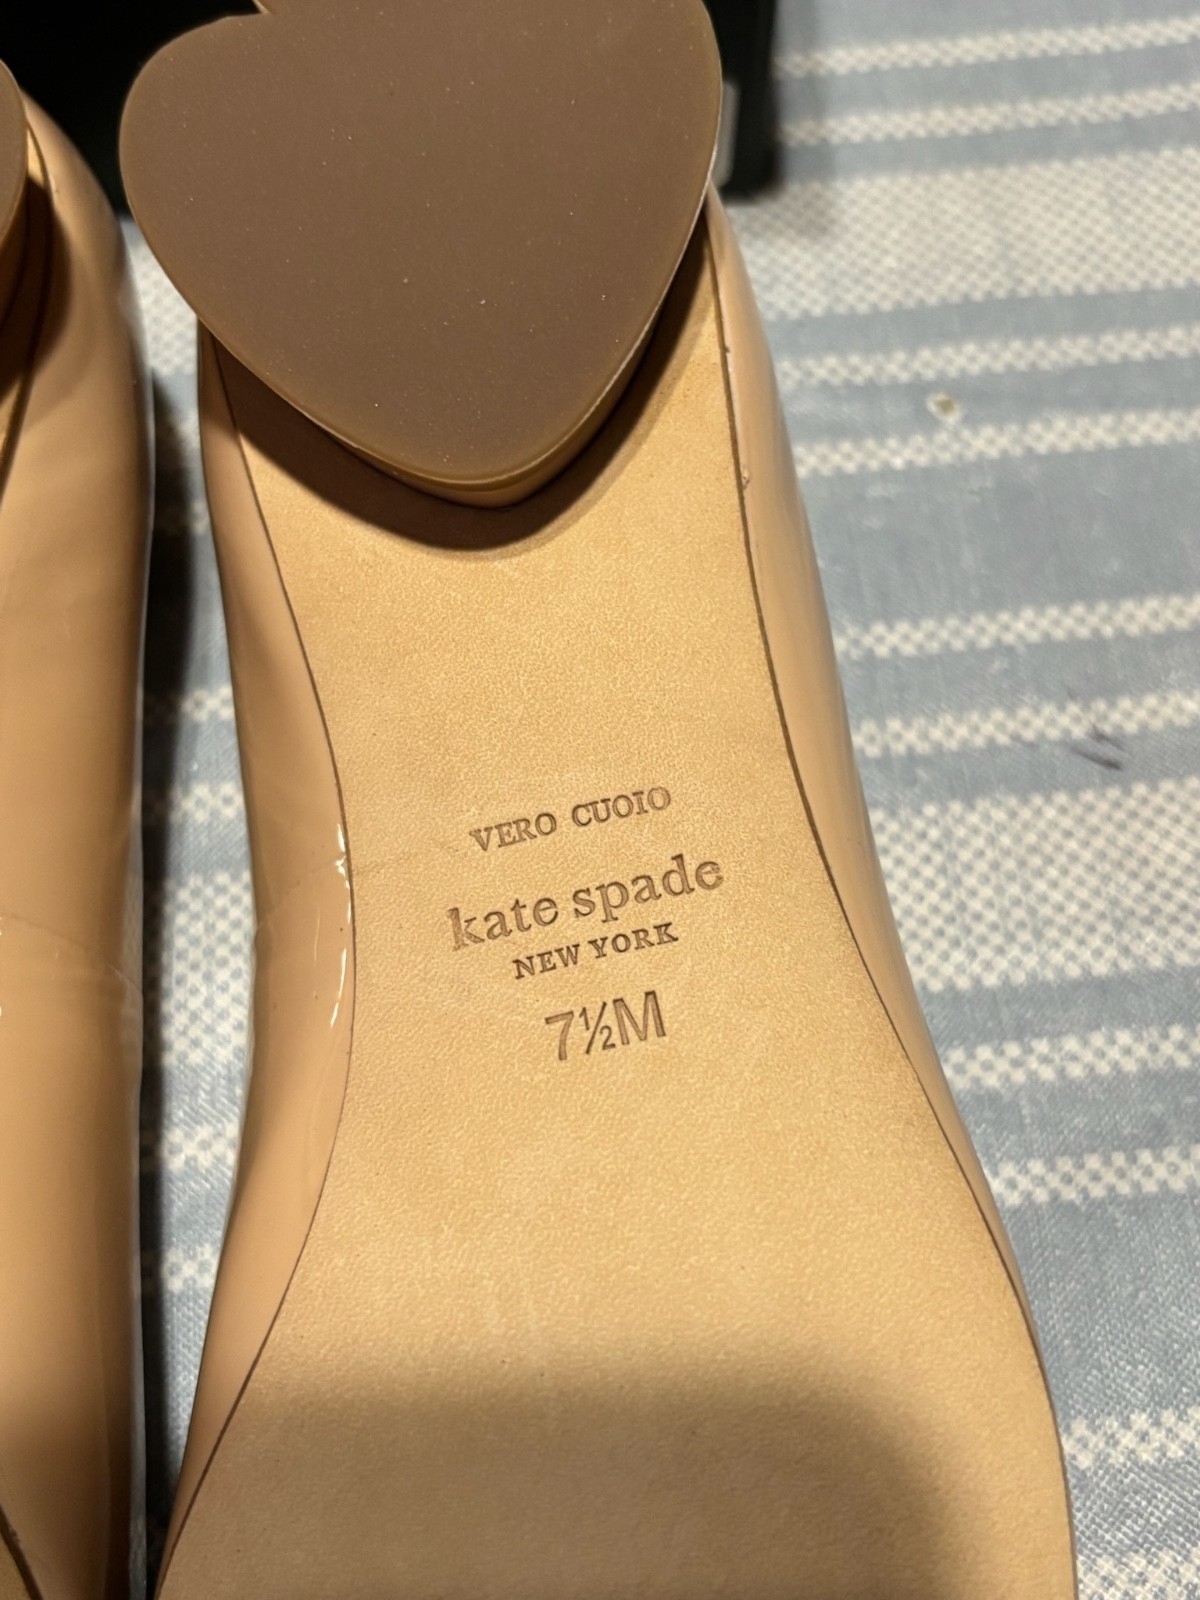 VERO CUOIO
kate spade
NEW YORK
7½M